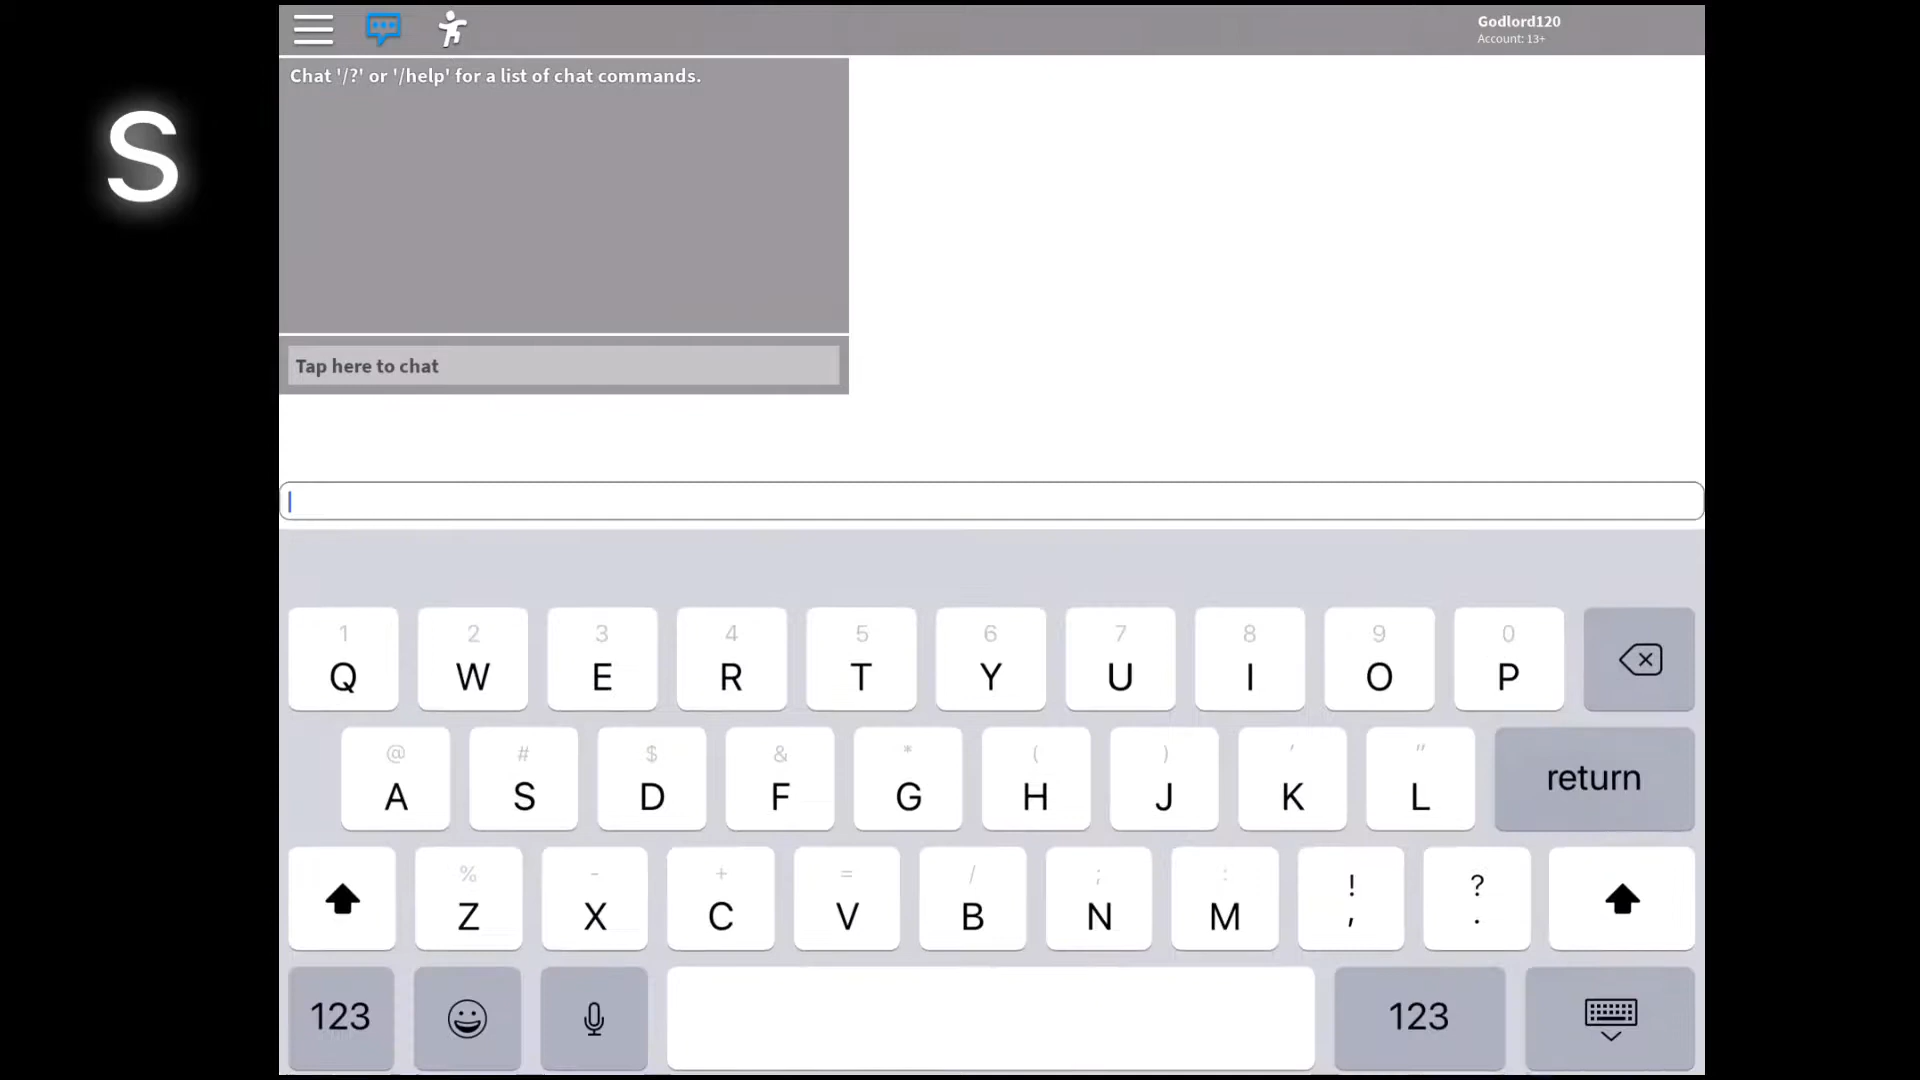 Godlord120
Account: 13+
Chat '/?' or '/help' for a list of chat commands.
S
Tap here to chat
1 2 3 4 5 6 7 8 9 0
Q W E R T Y U I O P
@ # $ & * ( ) ' "
A S D F G H J K L return
% - + = / ; : ! ?
Z X C V B N M , .
123 123